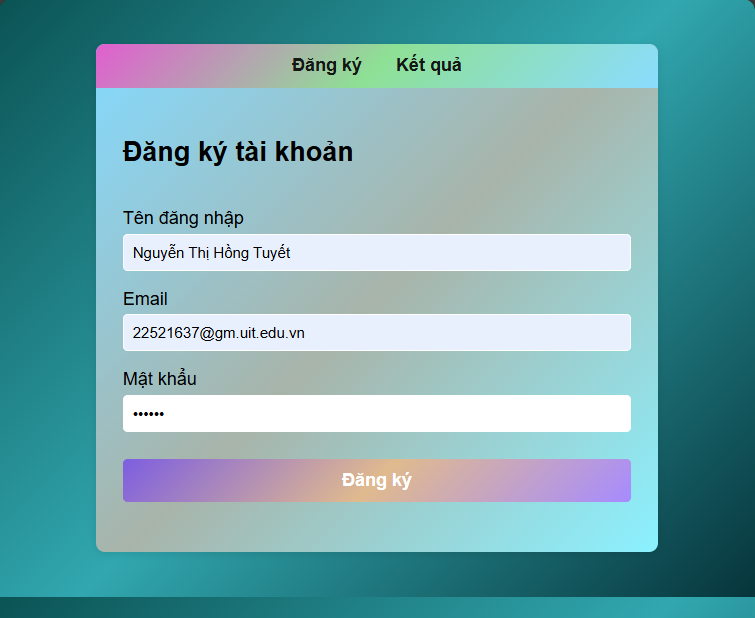 Đăng ký Kết quả
Đăng ký tài khoản
Tên đăng nhập
Nguyễn Thị Hồng Tuyết
Email
22521637@gm.uit.edu.vn
Mật khẩu
••••••
Đăng ký